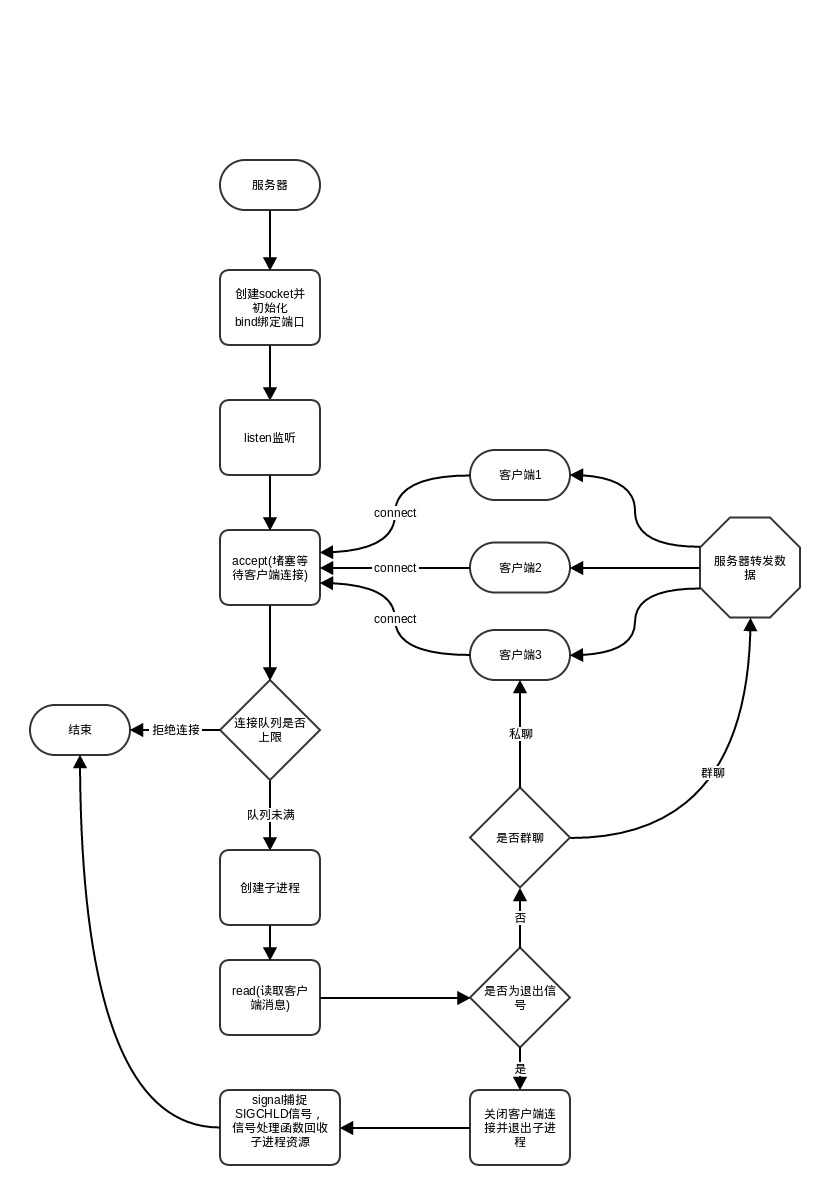 服务器
创建socket并
初始化
bind绑定端口
listen监听
客户端1
connect
accept(堵塞等
待客户端连接)
connect
客户端2
服务器转发数
据
connect
客户端3
结束
拒绝连接
连接队列是否
上限
私聊
群聊
队列未满
是否群聊
创建子进程
否
read(读取客户
端消息)
是否为退出信
号
是
signal捕捉
SIGCHLD信号，
信号处理函数回收
子进程资源
关闭客户端连
接并退出子进
程